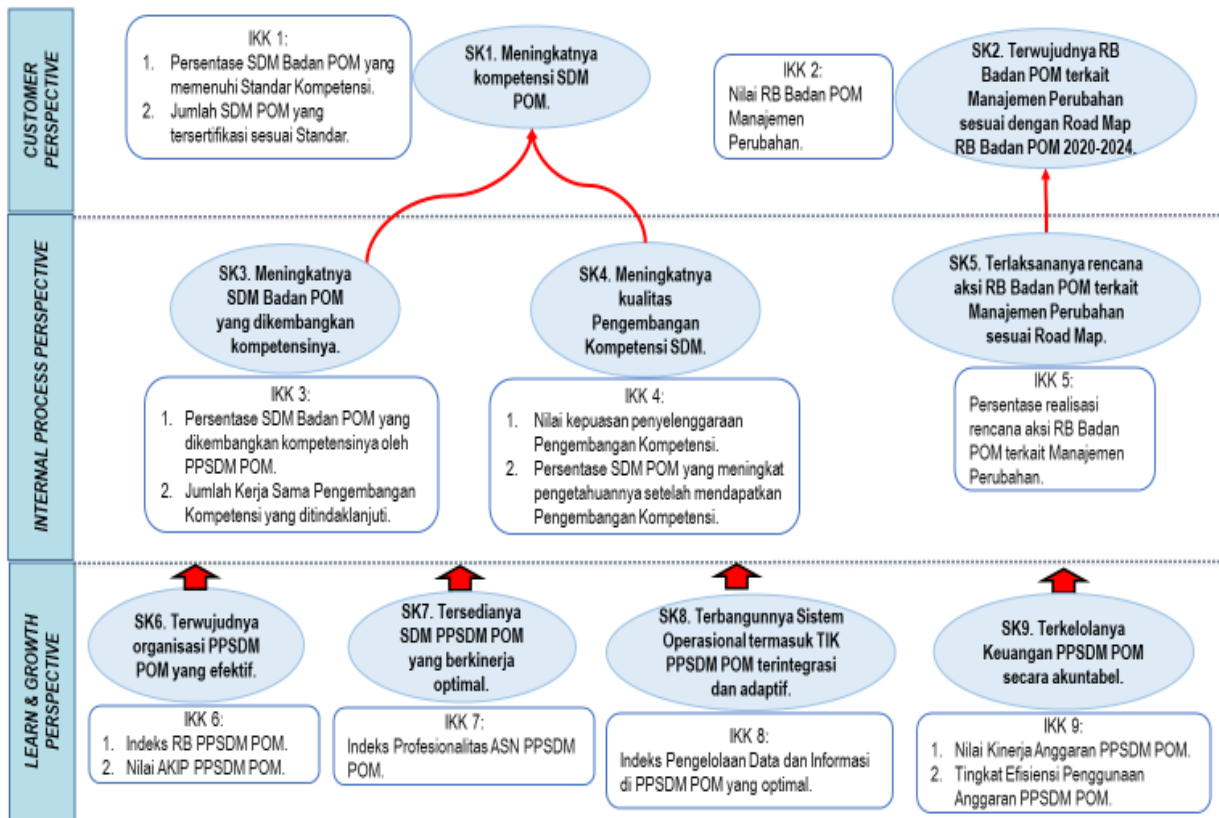 CUSTOMER
PERSPECTIVE
IKK 1:
1. Persentase SDM Badan POM yang
memenuhi Standar Kompetensi.
2. Jumlah SDM POM yang
tersertifikasi sesuai Standar.
SK1. Meningkatnya
kompetensi SDM
POM.
IKK 2:
Nilai RB Badan POM
Manajemen
Perubahan.
SK2. Terwujudnya RB
Badan POM terkait
Manajemen Perubahan
sesuai dengan Road Map
RB Badan POM 2020-2024.
INTERNAL PROCESS PERSPECTIVE
SK3. Meningkatnya
SDM Badan POM
yang dikembangkan
kompetensinya.
IKK 3:
1. Persentase SDM Badan POM yang
dikembangkan kompetensinya oleh
PPSDM POM.
2. Jumlah Kerja Sama Pengembangan
Kompetensi yang ditindaklanjuti.
SK4. Meningkatnya
kualitas
Pengembangan
Kompetensi SDM.
IKK 4:
1. Nilai kepuasan penyelenggaraan
Pengembangan Kompetensi.
2. Persentase SDM POM yang meningkat
pengetahuannya setelah mendapatkan
Pengembangan Kompetensi.
SK5. Terlaksananya rencana
aksi RB Badan POM terkait
Manajemen Perubahan
sesuai Road Map.
IKK 5:
Persentase realisasi
rencana aksi RB Badan
POM terkait Manajemen
Perubahan.
LEARN & GROWTH
PERSPECTIVE
SK6. Terwujudnya
organisasi PPSDM
POM yang efektif.
IKK 6:
1. Indeks RB PPSDM POM.
2. Nilai AKIP PPSDM POM.
SK7. Tersedianya
SDM PPSDM POM
yang berkinerja
optimal.
IKK 7:
Indeks Profesionalitas ASN PPSDM
POM.
SK8. Terbangunnya Sistem
Operasional termasuk TIK
PPSDM POM terintegrasi
dan adaptif.
IKK 8:
Indeks Pengelolaan Data dan Informasi
di PPSDM POM yang optimal.
SK9. Terkelolanya
Keuangan PPSDM POM
secara akuntabel.
IKK 9:
1. Nilai Kinerja Anggaran PPSDM POM.
2. Tingkat Efisiensi Penggunaan
Anggaran PPSDM POM.